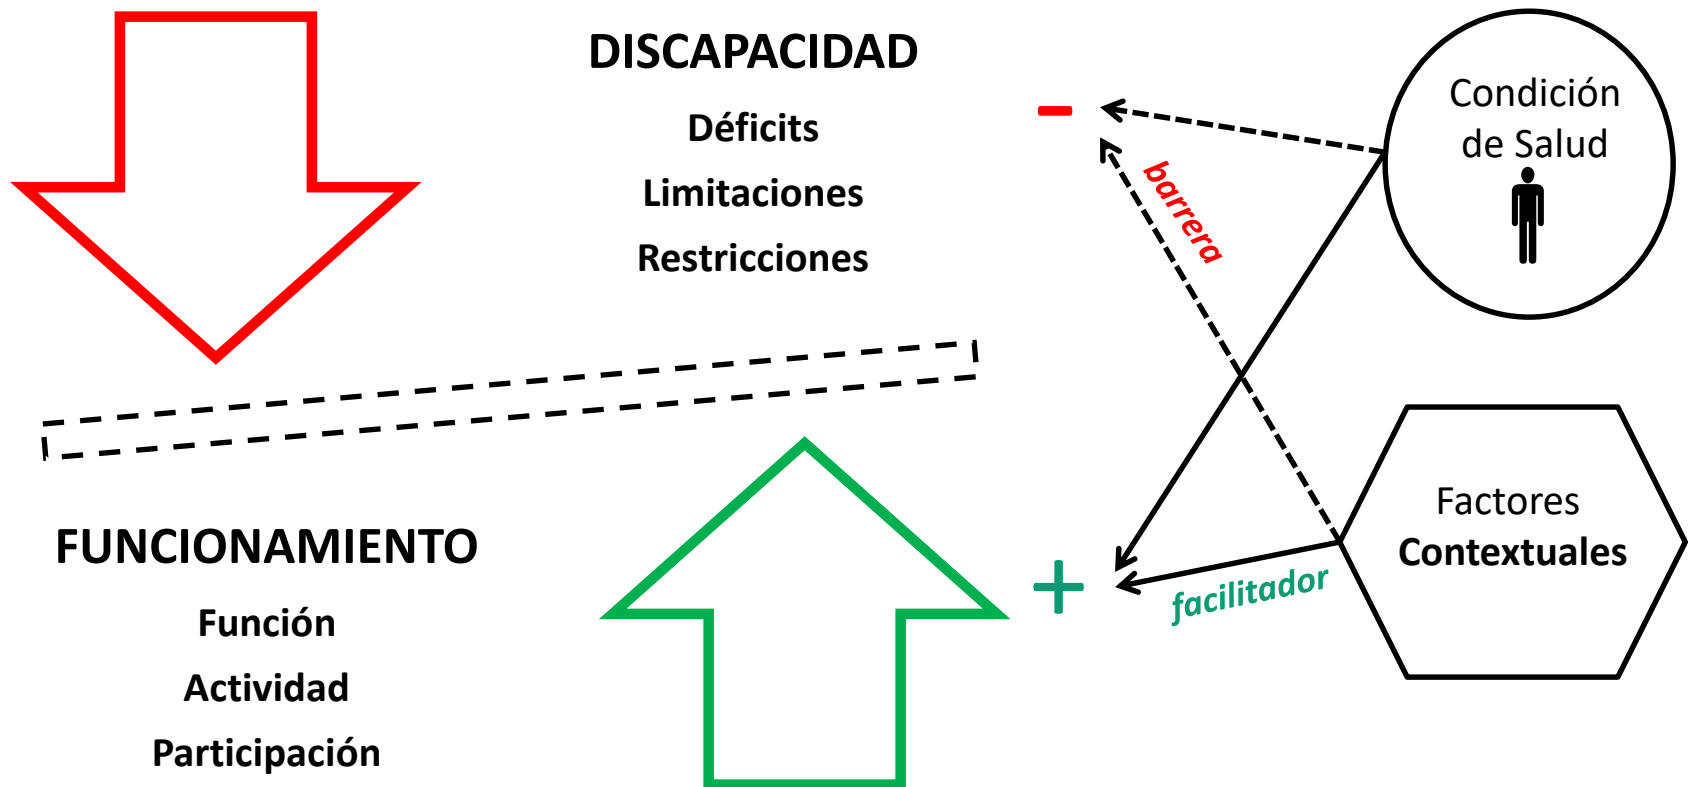 DISCAPACIDAD
Déficits
Limitaciones
Restricciones
-
barrera
Condición
de Salud
FUNCIONAMIENTO
Función
Actividad
Participación
+
facilitador
Factores
Contextuales